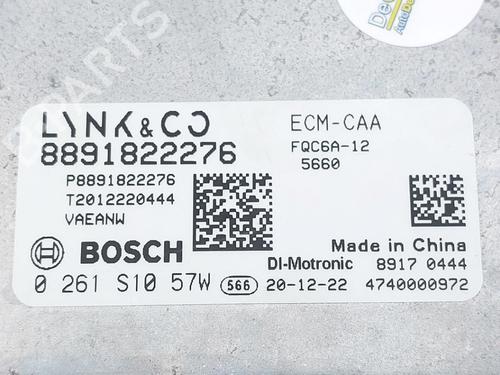 LYNK & CO
8891822276
P8891822276
T2012220444
VAEANW
BOSCH
0 261 S10 57W 566 20-12-22 4740000972
ECM-CAA
FQC6A-12
5660
Made in China
DI-Motronic 8917 0444